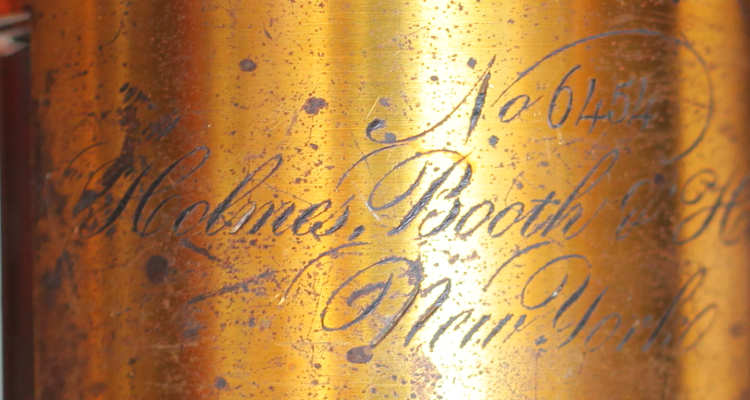 No 6454
Holmes, Booth & H
New York